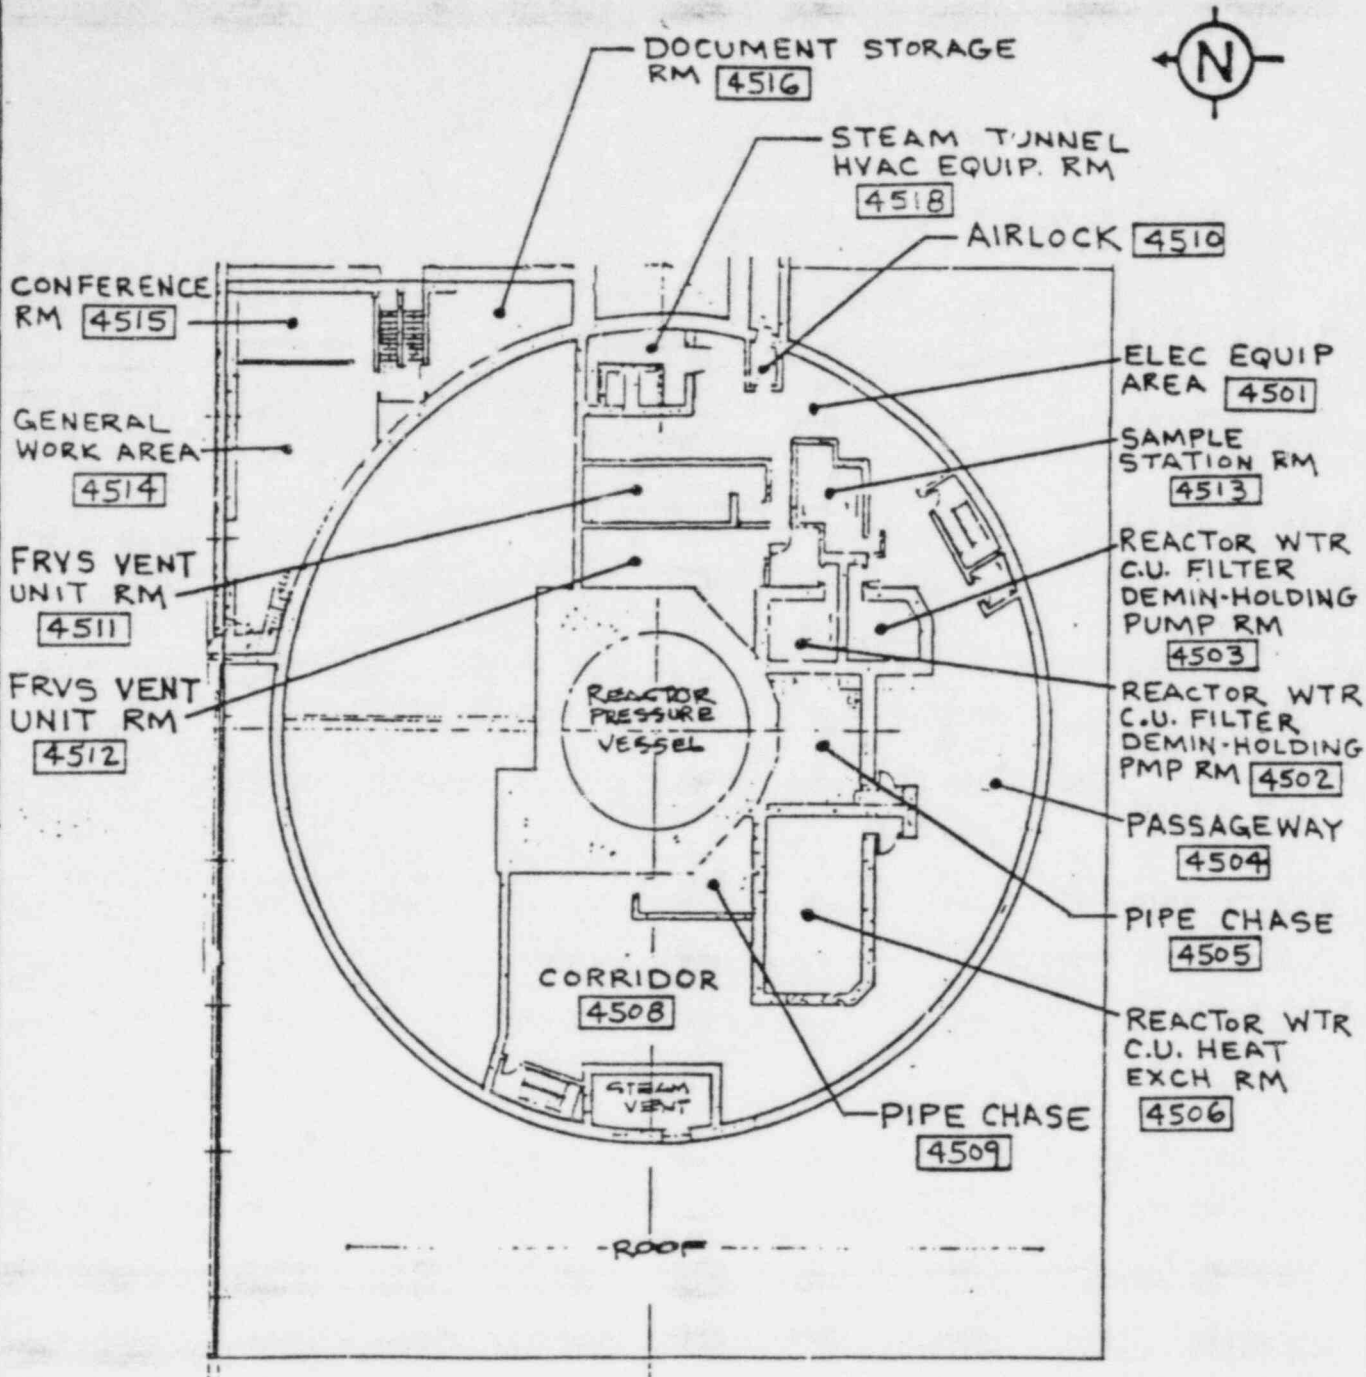 N
DOCUMENT STORAGE
RM 4516
STEAM TUNNEL
HVAC EQUIP. RM
4518
AIRLOCK 4510
CONFERENCE
RM 4515
ELEC EQUIP
AREA 4501
GENERAL
WORK AREA
4514
SAMPLE
STATION RM
4513
FRVS VENT
UNIT RM
4511
REACTOR WTR
C.U. FILTER
DEMIN-HOLDING
PUMP RM
4503
FRVS VENT
UNIT RM
4512
REACTOR
PRESSURE
VESSEL
REACTOR WTR
C.U. FILTER
DEMIN-HOLDING
PMP RM 4502
PASSAGEWAY
4504
PIPE CHASE
4505
CORRIDOR
4508
REACTOR WTR
C.U. HEAT
EXCH RM
4506
STEAM
VENT
PIPE CHASE
4509
ROOF